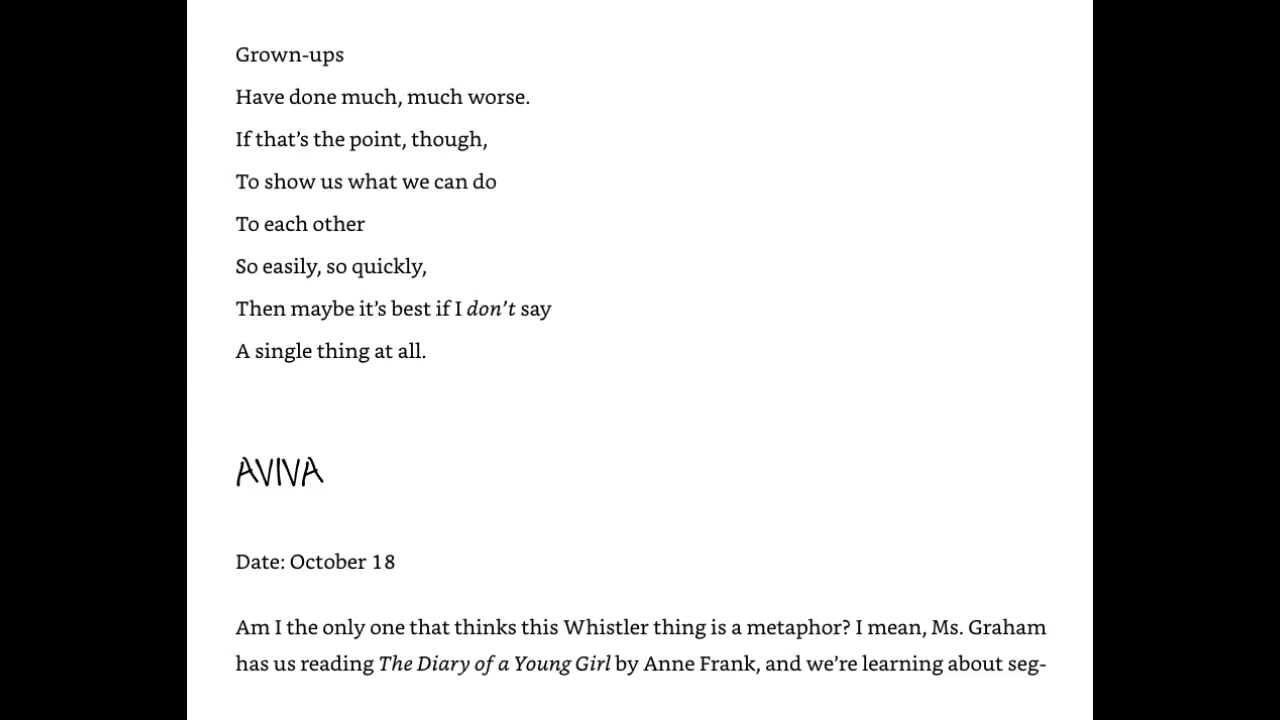 Grown-ups
Have done much, much worse.
If that’s the point, though,
To show us what we can do
To each other
So easily, so quickly,
Then maybe it’s best if I don’t say
A single thing at all.
AVIVA
Date: October 18
Am I the only one that thinks this Whistler thing is a metaphor? I mean, Ms. Graham
has us reading The Diary of a Young Girl by Anne Frank, and we’re learning about seg-